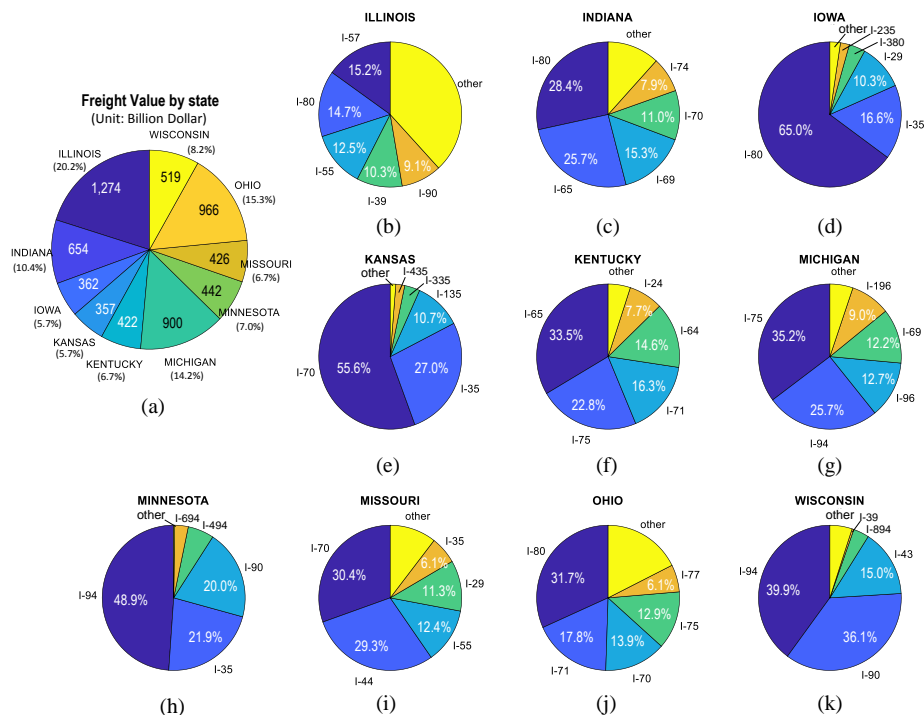 Freight Value by state
(Unit: Billion Dollar)
WISCONSIN
(8.2%)
519
OHIO
(15.3%)
966
MISSOURI
(6.7%)
426
MINNESOTA
(7.0%)
442
MICHIGAN
(14.2%)
900
KENTUCKY
(6.7%)
422
KANSAS
(5.7%)
357
IOWA
(5.7%)
362
INDIANA
(10.4%)
654
ILLINOIS
(20.2%)
1,274
(a)
ILLINOIS
I-57
15.2%
I-80
14.7%
I-55
12.5%
I-39
10.3%
I-90
9.1%
other
(b)
INDIANA
other
I-74
7.9%
I-70
11.0%
I-69
15.3%
I-65
25.7%
I-80
28.4%
(c)
IOWA
other
I-235
I-380
I-29
10.3%
I-35
16.6%
I-80
65.0%
(d)
KANSAS
other
I-435
I-335
I-135
10.7%
I-35
27.0%
I-70
55.6%
(e)
KENTUCKY
other
I-24
7.7%
I-64
14.6%
I-71
16.3%
I-75
22.8%
I-65
33.5%
(f)
MICHIGAN
other
I-196
9.0%
I-69
12.2%
I-96
12.7%
I-94
25.7%
I-75
35.2%
(g)
MINNESOTA
other
I-694
I-494
I-90
20.0%
I-35
21.9%
I-94
48.9%
(h)
MISSOURI
other
I-35
6.1%
I-29
11.3%
I-55
12.4%
I-44
29.3%
I-70
30.4%
(i)
OHIO
other
I-77
6.1%
I-75
12.9%
I-70
13.9%
I-71
17.8%
I-80
31.7%
(j)
WISCONSIN
other
I-39
I-894
I-43
15.0%
I-90
36.1%
I-94
39.9%
(k)